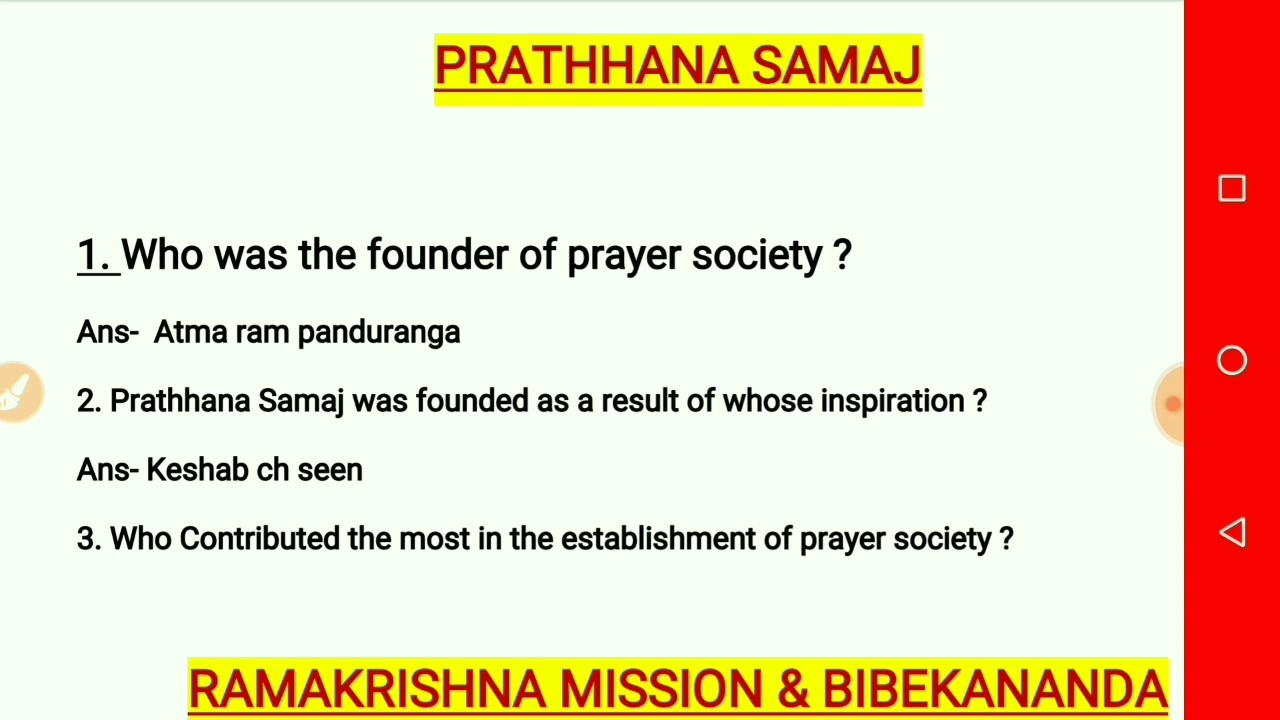 PRATHHANA SAMAJ
1. Who was the founder of prayer society ?
Ans- Atma ram panduranga
2. Prathhana Samaj was founded as a result of whose inspiration ?
Ans- Keshab ch seen
3. Who Contributed the most in the establishment of prayer society ?
RAMAKRISHNA MISSION & BIBEKANANDA